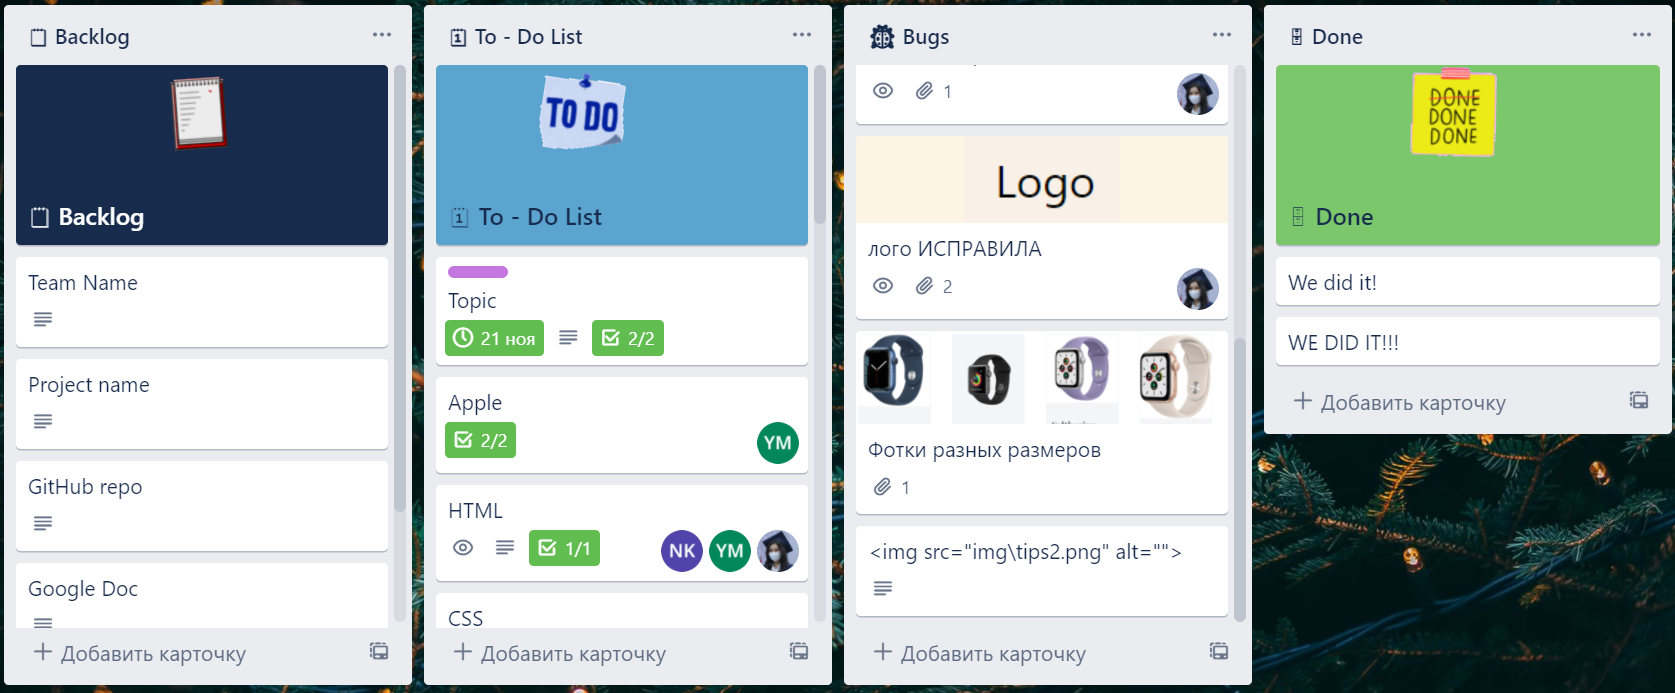 Backlog
Backlog
Team Name
Project name
GitHub repo
Google Doc
Добавить карточку
To - Do List
TO DO
To - Do List
Topic
21 ноя
2/2
Apple
2/2
YM
HTML
1/1
NK
YM
CSS
Добавить карточку
Bugs
1
Logo
лого ИСПРАВИЛА
2
Фотки разных размеров
1
<img src="img\tips2.png" alt="">
Добавить карточку
Done
DONE
DONE
DONE
Done
We did it!
WE DID IT!!!
Добавить карточку